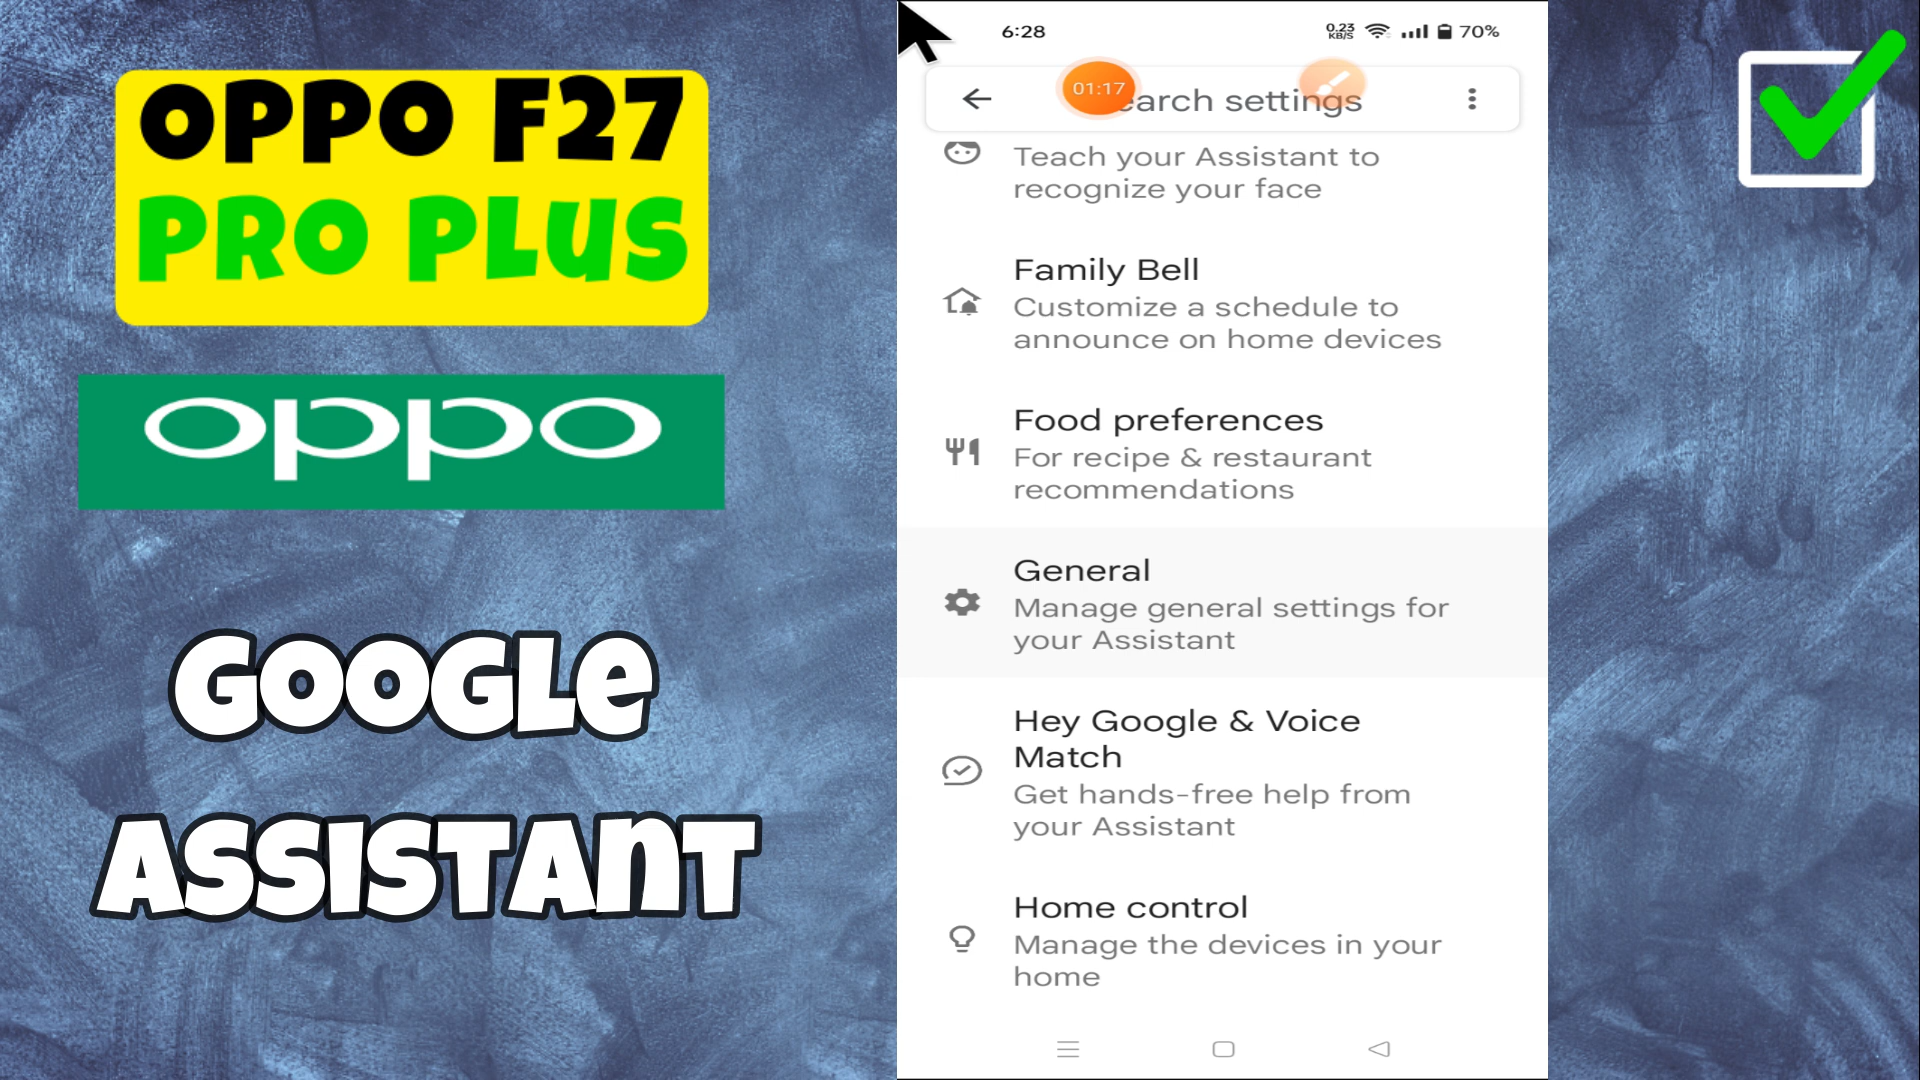 OPPO F27
PRO PLUS
oppo
GOOGLE
ASSISTANT
6:28
0.23
KB/S
70%
01:17
earch settings
Teach your Assistant to
recognize your face
Family Bell
Customize a schedule to
announce on home devices
Food preferences
For recipe & restaurant
recommendations
General
Manage general settings for
your Assistant
Hey Google & Voice
Match
Get hands-free help from
your Assistant
Home control
Manage the devices in your
home